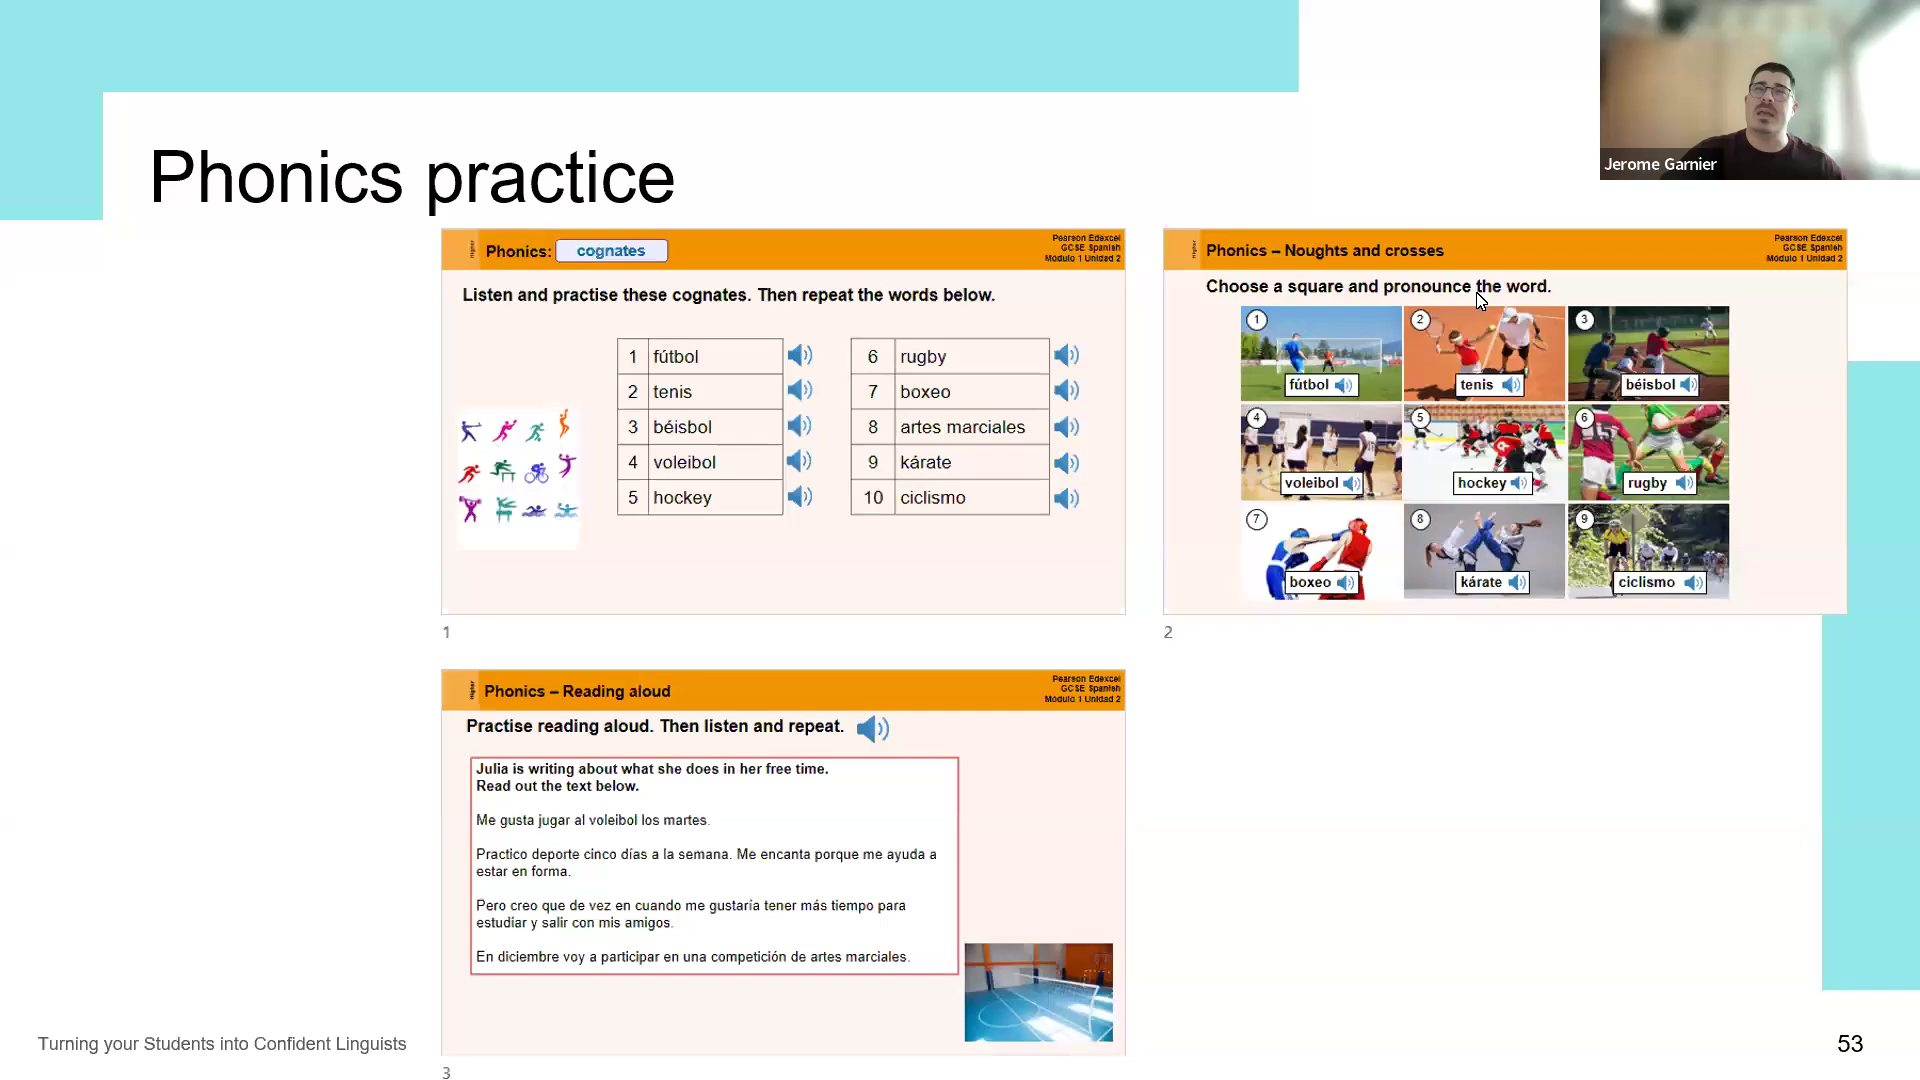 Phonics practice
Jerome Garnier
Higher
Phonics:
cognates
Pearson Edexcel
GCSE Spanish
Módulo 1 Unidad 2
Listen and practise these cognates. Then repeat the words below.
1 fútbol
2 tenis
3 béisbol
4 voleibol
5 hockey
6 rugby
7 boxeo
8 artes marciales
9 kárate
10 ciclismo
1
Higher
Phonics – Noughts and crosses
Pearson Edexcel
GCSE Spanish
Módulo 1 Unidad 2
Choose a square and pronounce the word.
1
fútbol
2
tenis
3
béisbol
4
voleibol
5
hockey
6
15
rugby
7
boxeo
8
kárate
9
ciclismo
2
Higher
Phonics – Reading aloud
Pearson Edexcel
GCSE Spanish
Módulo 1 Unidad 2
Practise reading aloud. Then listen and repeat.
Julia is writing about what she does in her free time.
Read out the text below.
Me gusta jugar al voleibol los martes.
Practico deporte cinco días a la semana. Me encanta porque me ayuda a
estar en forma.
Pero creo que de vez en cuando me gustaría tener más tiempo para
estudiar y salir con mis amigos.
En diciembre voy a participar en una competición de artes marciales.
3
Turning your Students into Confident Linguists
53